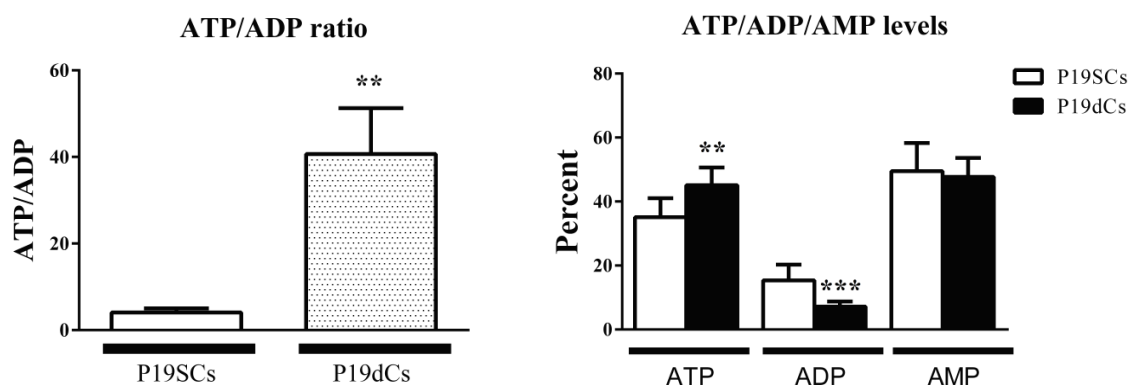 ATP/ADP ratio
ATP/ADP
60
40
20
0
**
P19SCs
P19dCs
ATP/ADP/AMP levels
Percent
80
60
40
20
0
**
***
ATP
ADP
AMP
P19SCs
P19dCs